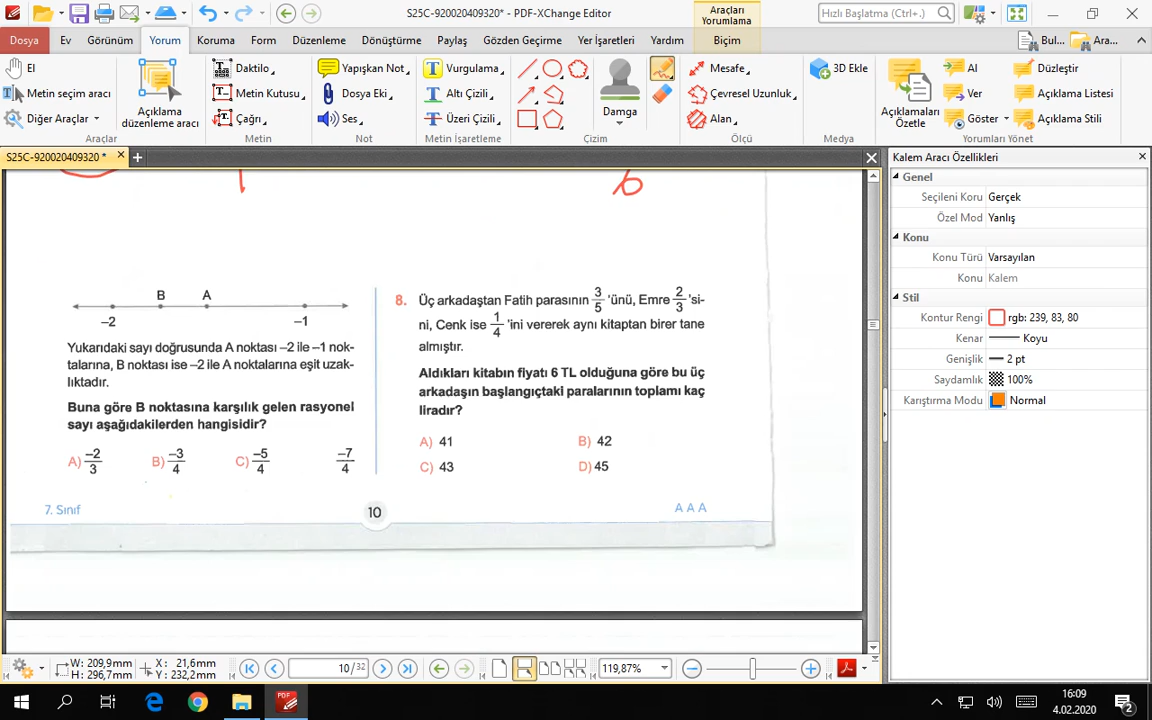 S25C-920020409320* - PDF-XChange Editor
Araçları Yorumlama
Hızlı Başlatma (Ctrl+.)
Dosya Ev Görünüm Yorum Koruma Form Düzenleme Dönüştürme Paylaş Gözden Geçirme Yer İşaretleri Yardım Biçim Bul... Ara...
El
Metin seçim aracı
Diğer Araçlar
Açıklama düzenleme aracı
Araçlar
Daktilo
Metin Kutusu
Çağrı
Metin
Yapışkan Not
Dosya Eki
Ses
Not
Vurgulama
Altı Çizili
Üzeri Çizili
Metin İşaretleme
Çizim
Damga
Mesafe
Çevresel Uzunluk
Alan
Ölçü
3D Ekle
Medya
Açıklamaları Özetle
Al
Ver
Göster
Düzleştir
Açıklama Listesi
Açıklama Stili
Yorumları Yönet
S25C-920020409320 *
6
B A
–2 –1
Yukarıdaki sayı doğrusunda A noktası –2 ile –1 nok-
talarına, B noktası ise –2 ile A noktalarına eşit uzak-
lıktadır.
Buna göre B noktasına karşılık gelen rasyonel
sayı aşağıdakilerden hangisidir?
A) –2/3 B) –3/4 C) –5/4 –7/4
8. Üç arkadaştan Fatih parasının 3/5 'ünü, Emre 2/3 'si-
ni, Cenk ise 1/4 'ini vererek aynı kitaptan birer tane
almıştır.
Aldıkları kitabın fiyatı 6 TL olduğuna göre bu üç
arkadaşın başlangıçtaki paralarının toplamı kaç
liradır?
A) 41 B) 42
C) 43 D) 45
7. Sınıf 10 A A A
Kalem Aracı Özellikleri
Genel
Seçileni Koru Gerçek
Özel Mod Yanlış
Konu
Konu Türü Varsayılan
Konu Kalem
Stil
Kontur Rengi rgb: 239, 83, 80
Kenar Koyu
Genişlik 2 pt
Saydamlık 100%
Karıştırma Modu Normal
W: 209,9mm
H: 296,7mm
X: 21,6mm
Y: 232,2mm
10 /32
119,87%
16:09
4.02.2020
2